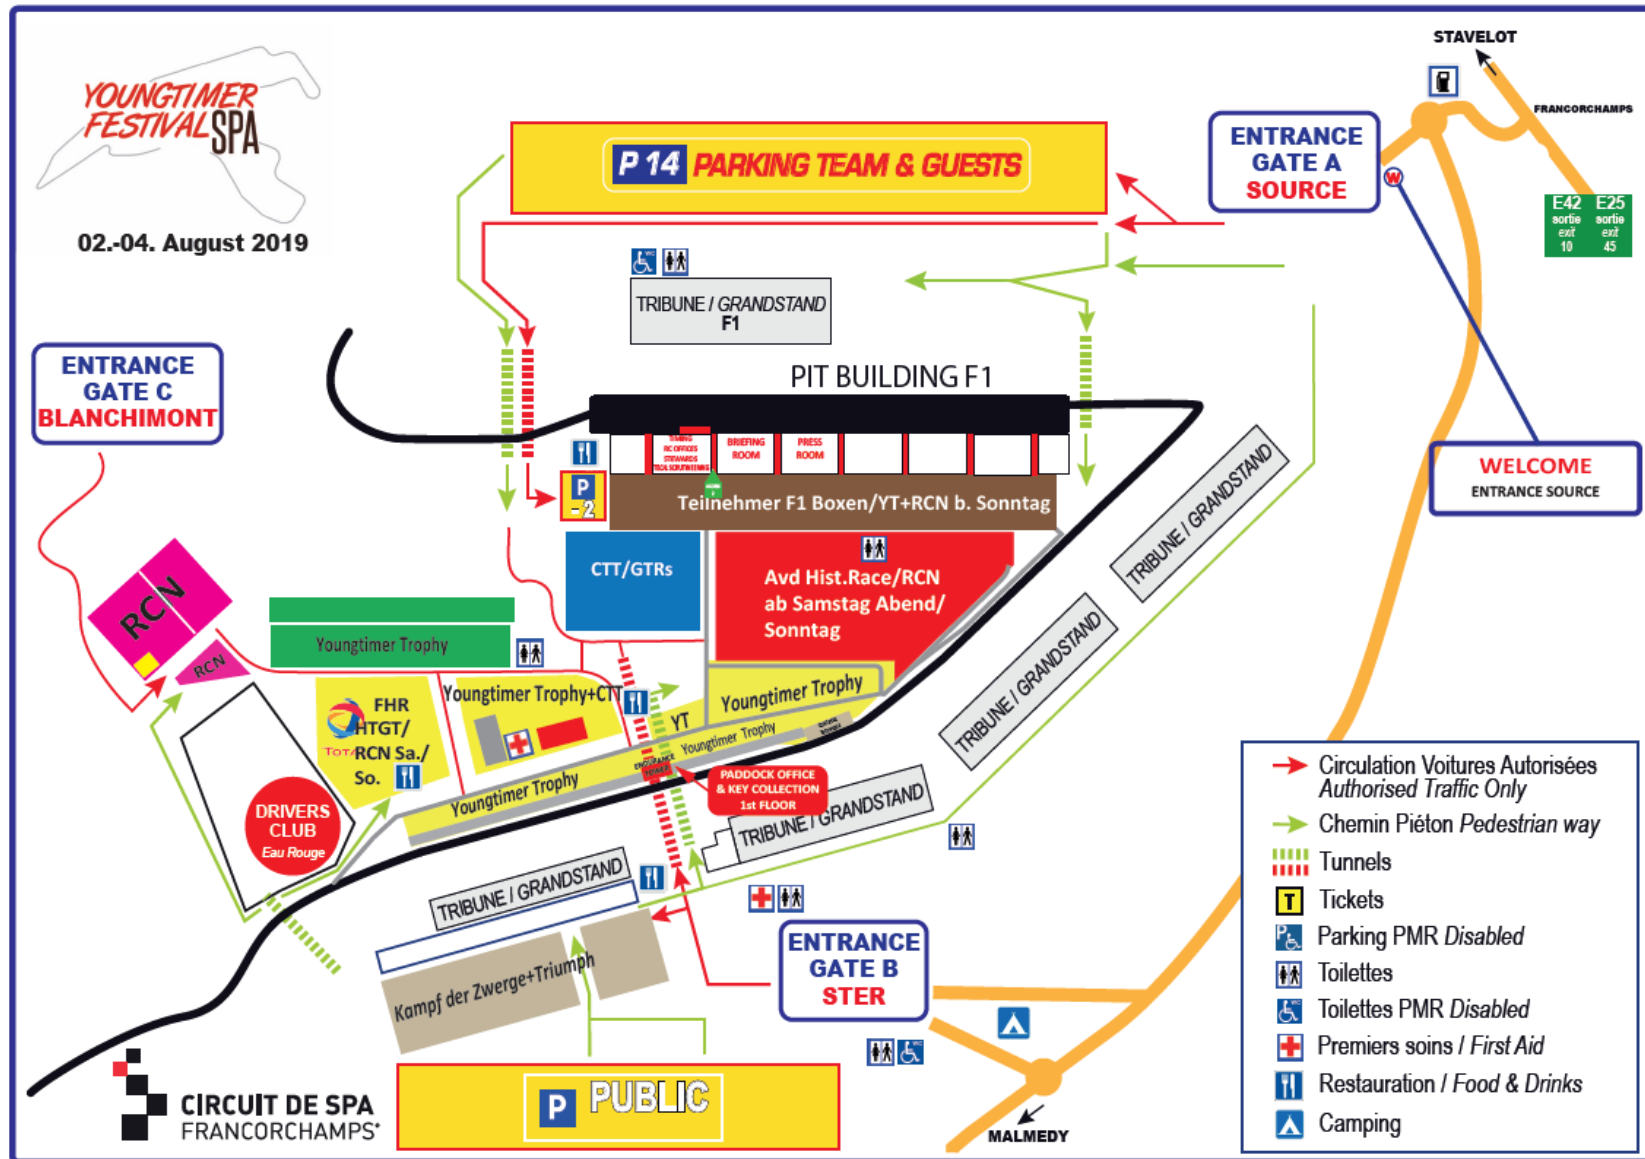 YOUNGTIMER
FESTIVAL SPA
02.-04. August 2019
STAVELOT
FRANCORCHAMPS
ENTRANCE
GATE A
SOURCE
W
E42 E25
sortie sortie
exit exit
10 45
P 14 PARKING TEAM & GUESTS
TRIBUNE / GRANDSTAND
F1
PIT BUILDING F1
ENTRANCE
GATE C
BLANCHIMONT
TIMING
RC OFFICES
STEWARDS
BRIEFING
ROOM
PRESS
ROOM
P
-2
Teilnehmer F1 Boxen/YT+RCN b. Sonntag
WELCOME
ENTRANCE SOURCE
TRIBUNE / GRANDSTAND
CTT/GTRs
Avd Hist.Race/RCN
ab Samstag Abend/
Sonntag
RCN
RCN
Youngtimer Trophy
TRIBUNE / GRANDSTAND
FHR
HTGT/
RCN Sa./
So.
TOTAL
Youngtimer Trophy+CTT
YT
Youngtimer Trophy
Youngtimer Trophy
Youngtimer Trophy
ENDURANCE
PADDOCK OFFICE
& KEY COLLECTION
1st FLOOR
DRIVERS
CLUB
Eau Rouge
TRIBUNE / GRANDSTAND
TRIBUNE / GRANDSTAND
Kampf der Zwerge+Triumph
ENTRANCE
GATE B
STER
P PUBLIC
MALMEDY
CIRCUIT DE SPA
FRANCORCHAMPS
Circulation Voitures Autorisées
Authorised Traffic Only
Chemin Piéton Pedestrian way
Tunnels
T Tickets
P Parking PMR Disabled
Toilettes
WC Toilettes PMR Disabled
Premiers soins / First Aid
Restauration / Food & Drinks
Camping